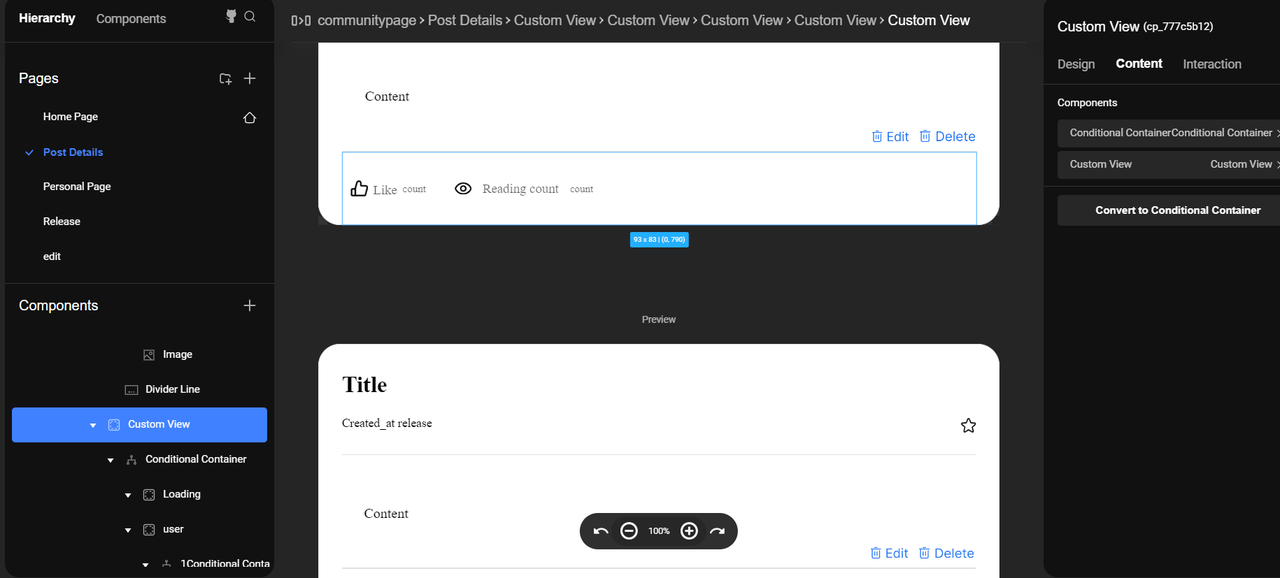 Hierarchy Components
Pages
Home Page
Post Details
Personal Page
Release
edit
Components
Image
Divider Line
Custom View
Conditional Container
Loading
user
1Conditional Conta
communitypage > Post Details > Custom View > Custom View > Custom View > Custom View > Custom View
Content
Edit Delete
Like count Reading count count
93 x 83 | (0, 790)
Preview
Title
Created_at release
Content
100%
Edit Delete
Custom View (cp_777c5b12)
Design Content Interaction
Components
Conditional ContainerConditional Container >
Custom View Custom View >
Convert to Conditional Container